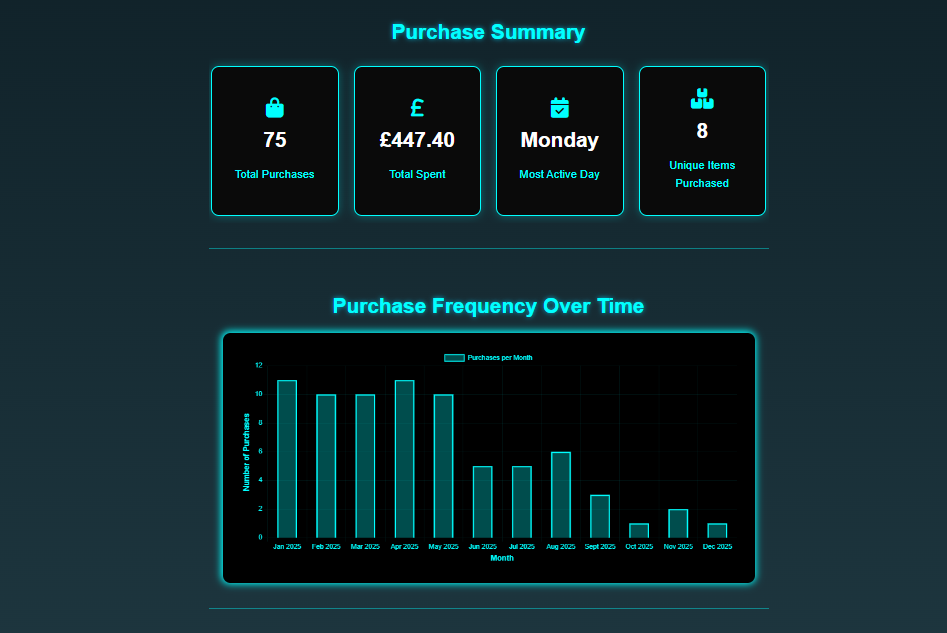 Purchase Summary
75
Total Purchases
£
£447.40
Total Spent
Monday
Most Active Day
8
Unique Items
Purchased
Purchase Frequency Over Time
Purchases per Month
Number of Purchases
12
10
8
6
4
2
0
Jan 2025 Feb 2025 Mar 2025 Apr 2025 May 2025 Jun 2025 Jul 2025 Aug 2025 Sept 2025 Oct 2025 Nov 2025 Dec 2025
Month